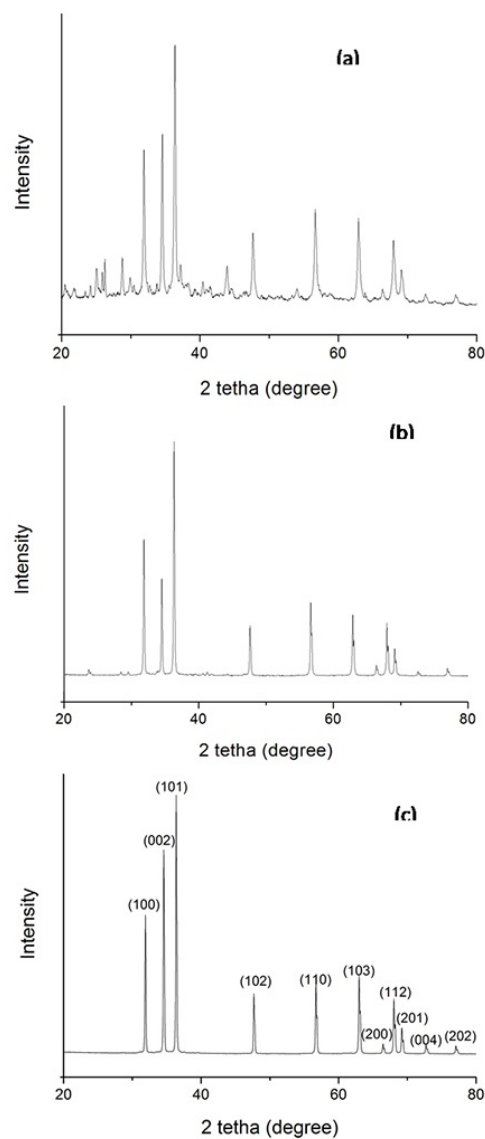 (a)
Intensity
20
40
60
80
2 tetha (degree)
(b)
Intensity
20
40
60
80
2 tetha (degree)
(c)
(101)
(002)
(100)
(102)
(110)
(103)
(112)
(200)
(201)
(004)
(202)
Intensity
20
40
60
80
2 tetha (degree)